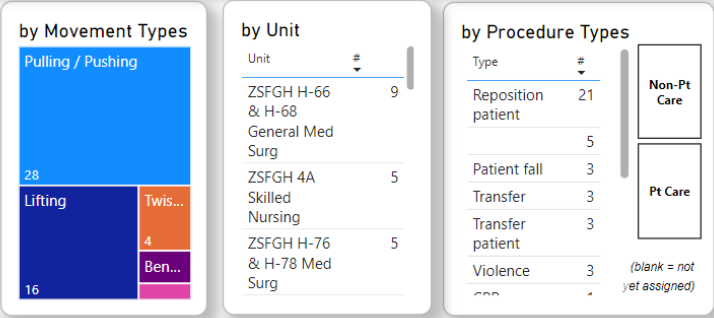 by Movement Types
Pulling / Pushing
28
Lifting
16
Twis...
4
Ben...
by Unit
Unit #
ZSFGH H-66 9
& H-68
General Med
Surg
ZSFGH 4A 5
Skilled
Nursing
ZSFGH H-76 5
& H-78 Med
Surg
by Procedure Types
Type #
Reposition 21
patient
5
Patient fall 3
Transfer 3
Transfer 3
patient
Violence 3
Non-Pt
Care
Pt Care
(blank = not
yet assigned)